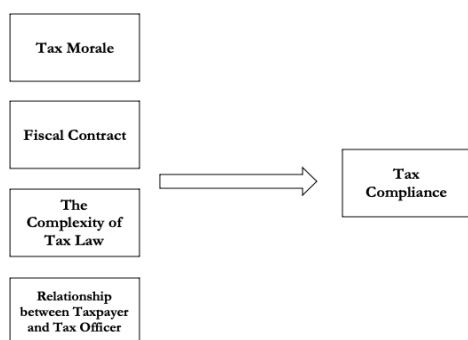 Tax Morale
Fiscal Contract
The
Complexity of
Tax Law
Relationship
between Taxpayer
and Tax Officer
Tax
Compliance